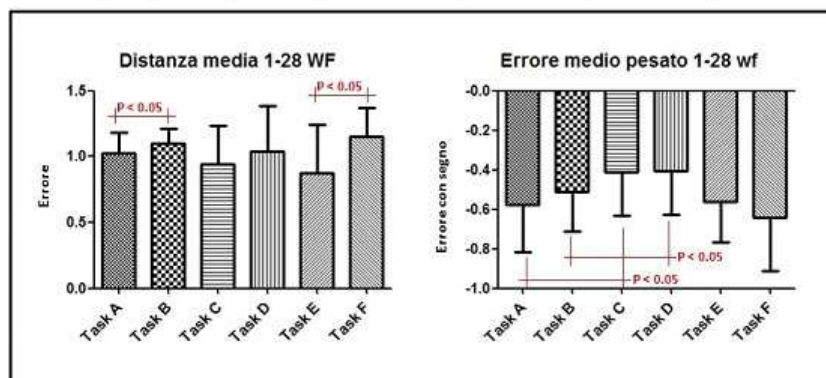 Distanza media 1-28 WF
Errore
1.5
1.0
0.5
0.0
P < 0.05
P < 0.05
Task A
Task B
Task C
Task D
Task E
Task F
Errore medio pesato 1-28 wf
Errore con segno
-0.0
-0.2
-0.4
-0.6
-0.8
-1.0
P < 0.05
P < 0.05
Task A
Task B
Task C
Task D
Task E
Task F